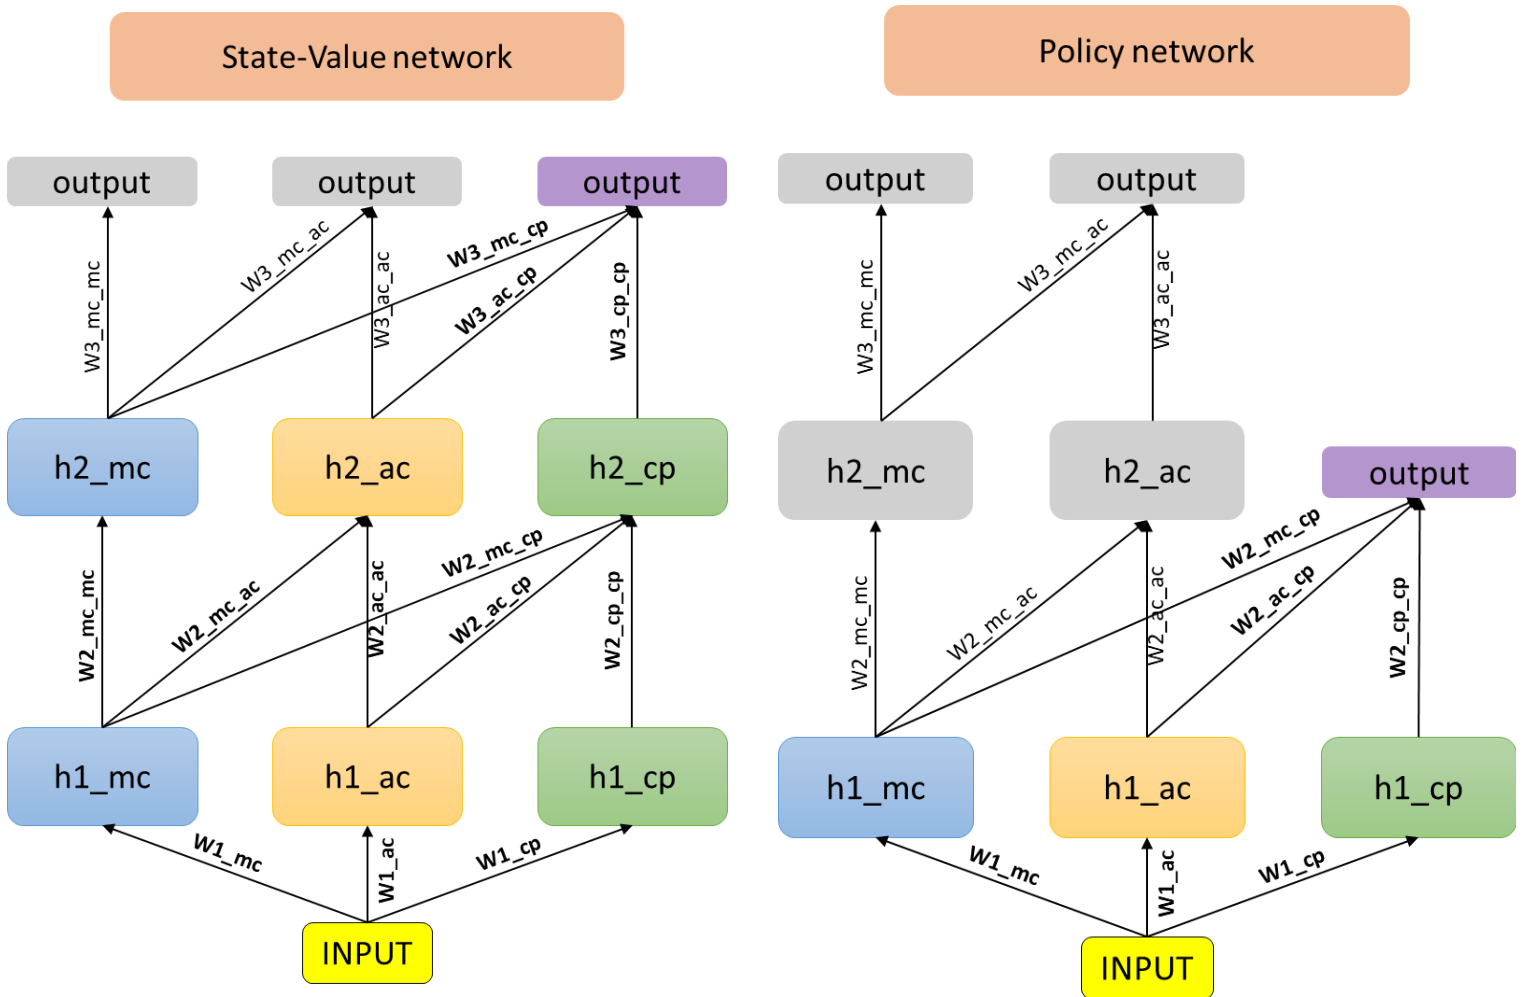 State-Value network
output
output
output
W3_mc_mc
W3_mc_ac
W3_ac_ac
W3_mc_cp
W3_ac_cp
W3_cp_cp
h2_mc
h2_ac
h2_cp
W2_mc_mc
W2_mc_ac
W2_ac_ac
W2_mc_cp
W2_ac_cp
W2_cp_cp
h1_mc
h1_ac
h1_cp
W1_mc
W1_ac
W1_cp
INPUT
Policy network
output
output
W3_mc_mc
W3_mc_ac
W3_ac_ac
h2_mc
h2_ac
output
W2_mc_mc
W2_mc_ac
W2_ac_ac
W2_mc_cp
W2_ac_cp
W2_cp_cp
h1_mc
h1_ac
h1_cp
W1_mc
W1_ac
W1_cp
INPUT